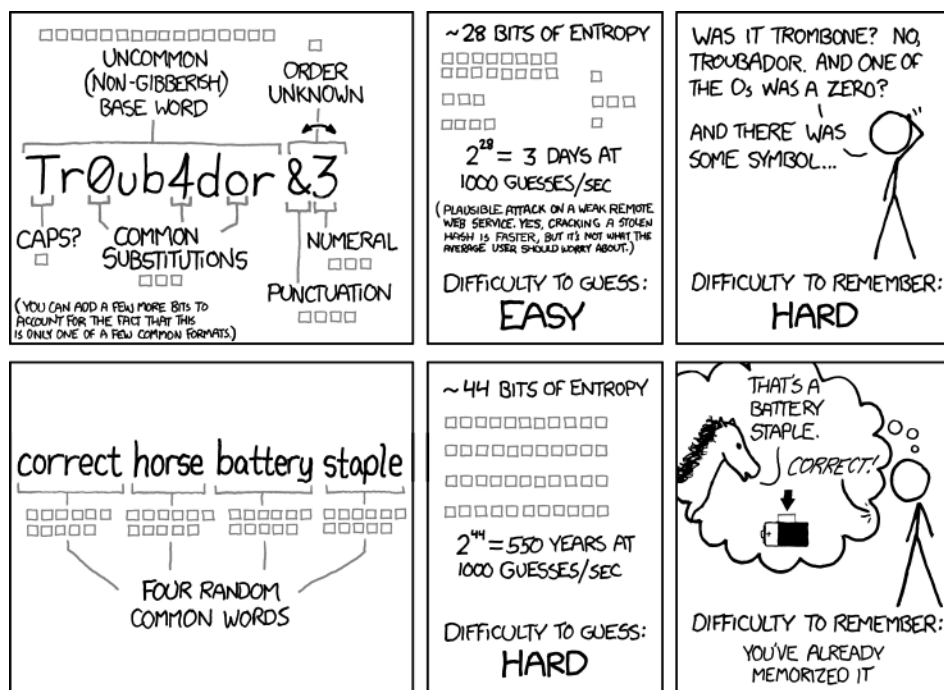 UNCOMMON
(NON-GIBBERISH)
BASE WORD
ORDER
UNKNOWN
Tr0ub4dor &3
CAPS?
COMMON
SUBSTITUTIONS
NUMERAL
PUNCTUATION
(YOU CAN ADD A FEW MORE BITS TO
ACCOUNT FOR THE FACT THAT THIS
IS ONLY ONE OF A FEW COMMON FORMATS.)
~28 BITS OF ENTROPY
2²⁸ = 3 DAYS AT
1000 GUESSES/SEC
(PLAUSIBLE ATTACK ON A WEAK REMOTE
WEB SERVICE. YES, CRACKING A STOLEN
HASH IS FASTER, BUT IT'S NOT WHAT THE
AVERAGE USER SHOULD WORRY ABOUT.)
DIFFICULTY TO GUESS:
EASY
WAS IT TROMBONE? NO,
TROUBADOR. AND ONE OF
THE Os WAS A ZERO?
AND THERE WAS
SOME SYMBOL...
DIFFICULTY TO REMEMBER:
HARD
correct horse battery staple
FOUR RANDOM
COMMON WORDS
~44 BITS OF ENTROPY
2⁴⁴ = 550 YEARS AT
1000 GUESSES/SEC
DIFFICULTY TO GUESS:
HARD
THAT'S A
BATTERY
STAPLE.
CORRECT!
DIFFICULTY TO REMEMBER:
YOU'VE ALREADY
MEMORIZED IT